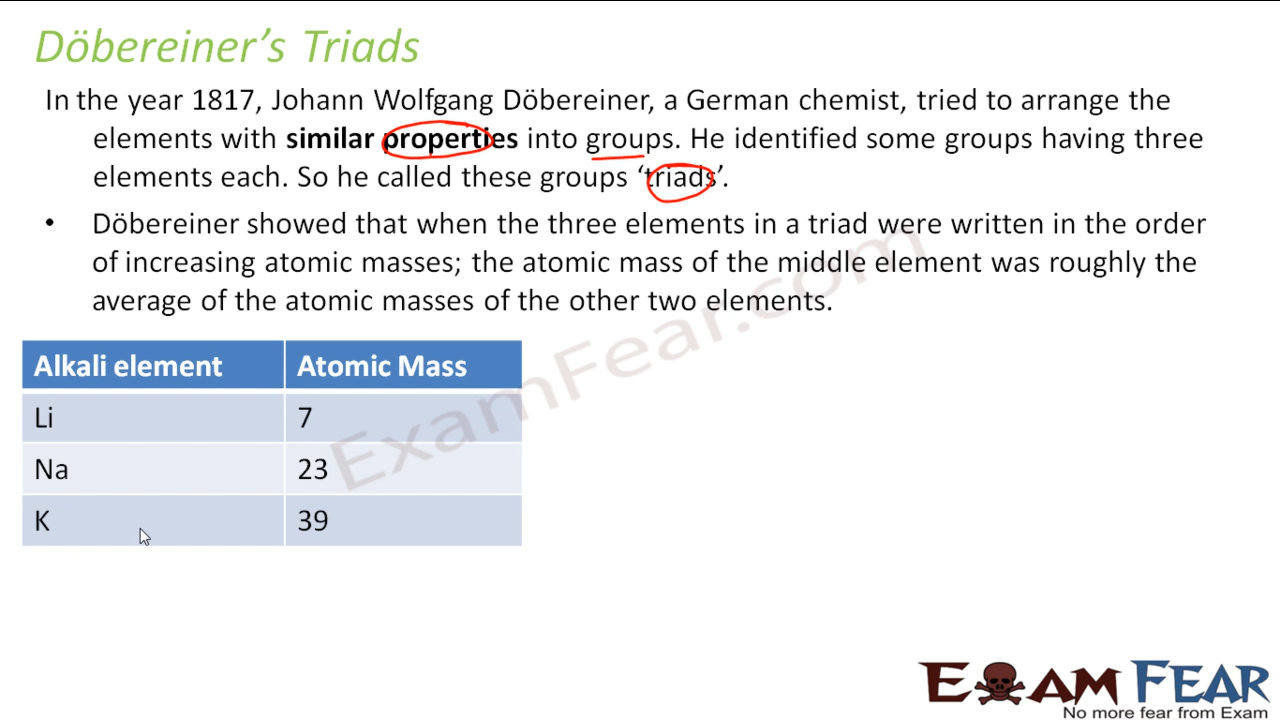 Döbereiner's Triads
In the year 1817, Johann Wolfgang Döbereiner, a German chemist, tried to arrange the
elements with similar properties into groups. He identified some groups having three
elements each. So he called these groups ‘triads’.
• Döbereiner showed that when the three elements in a triad were written in the order
of increasing atomic masses; the atomic mass of the middle element was roughly the
average of the atomic masses of the other two elements.
Alkali element Atomic Mass
Li 7
Na 23
K 39
ExamFear.com
EXAM FEAR
No more fear from Exam